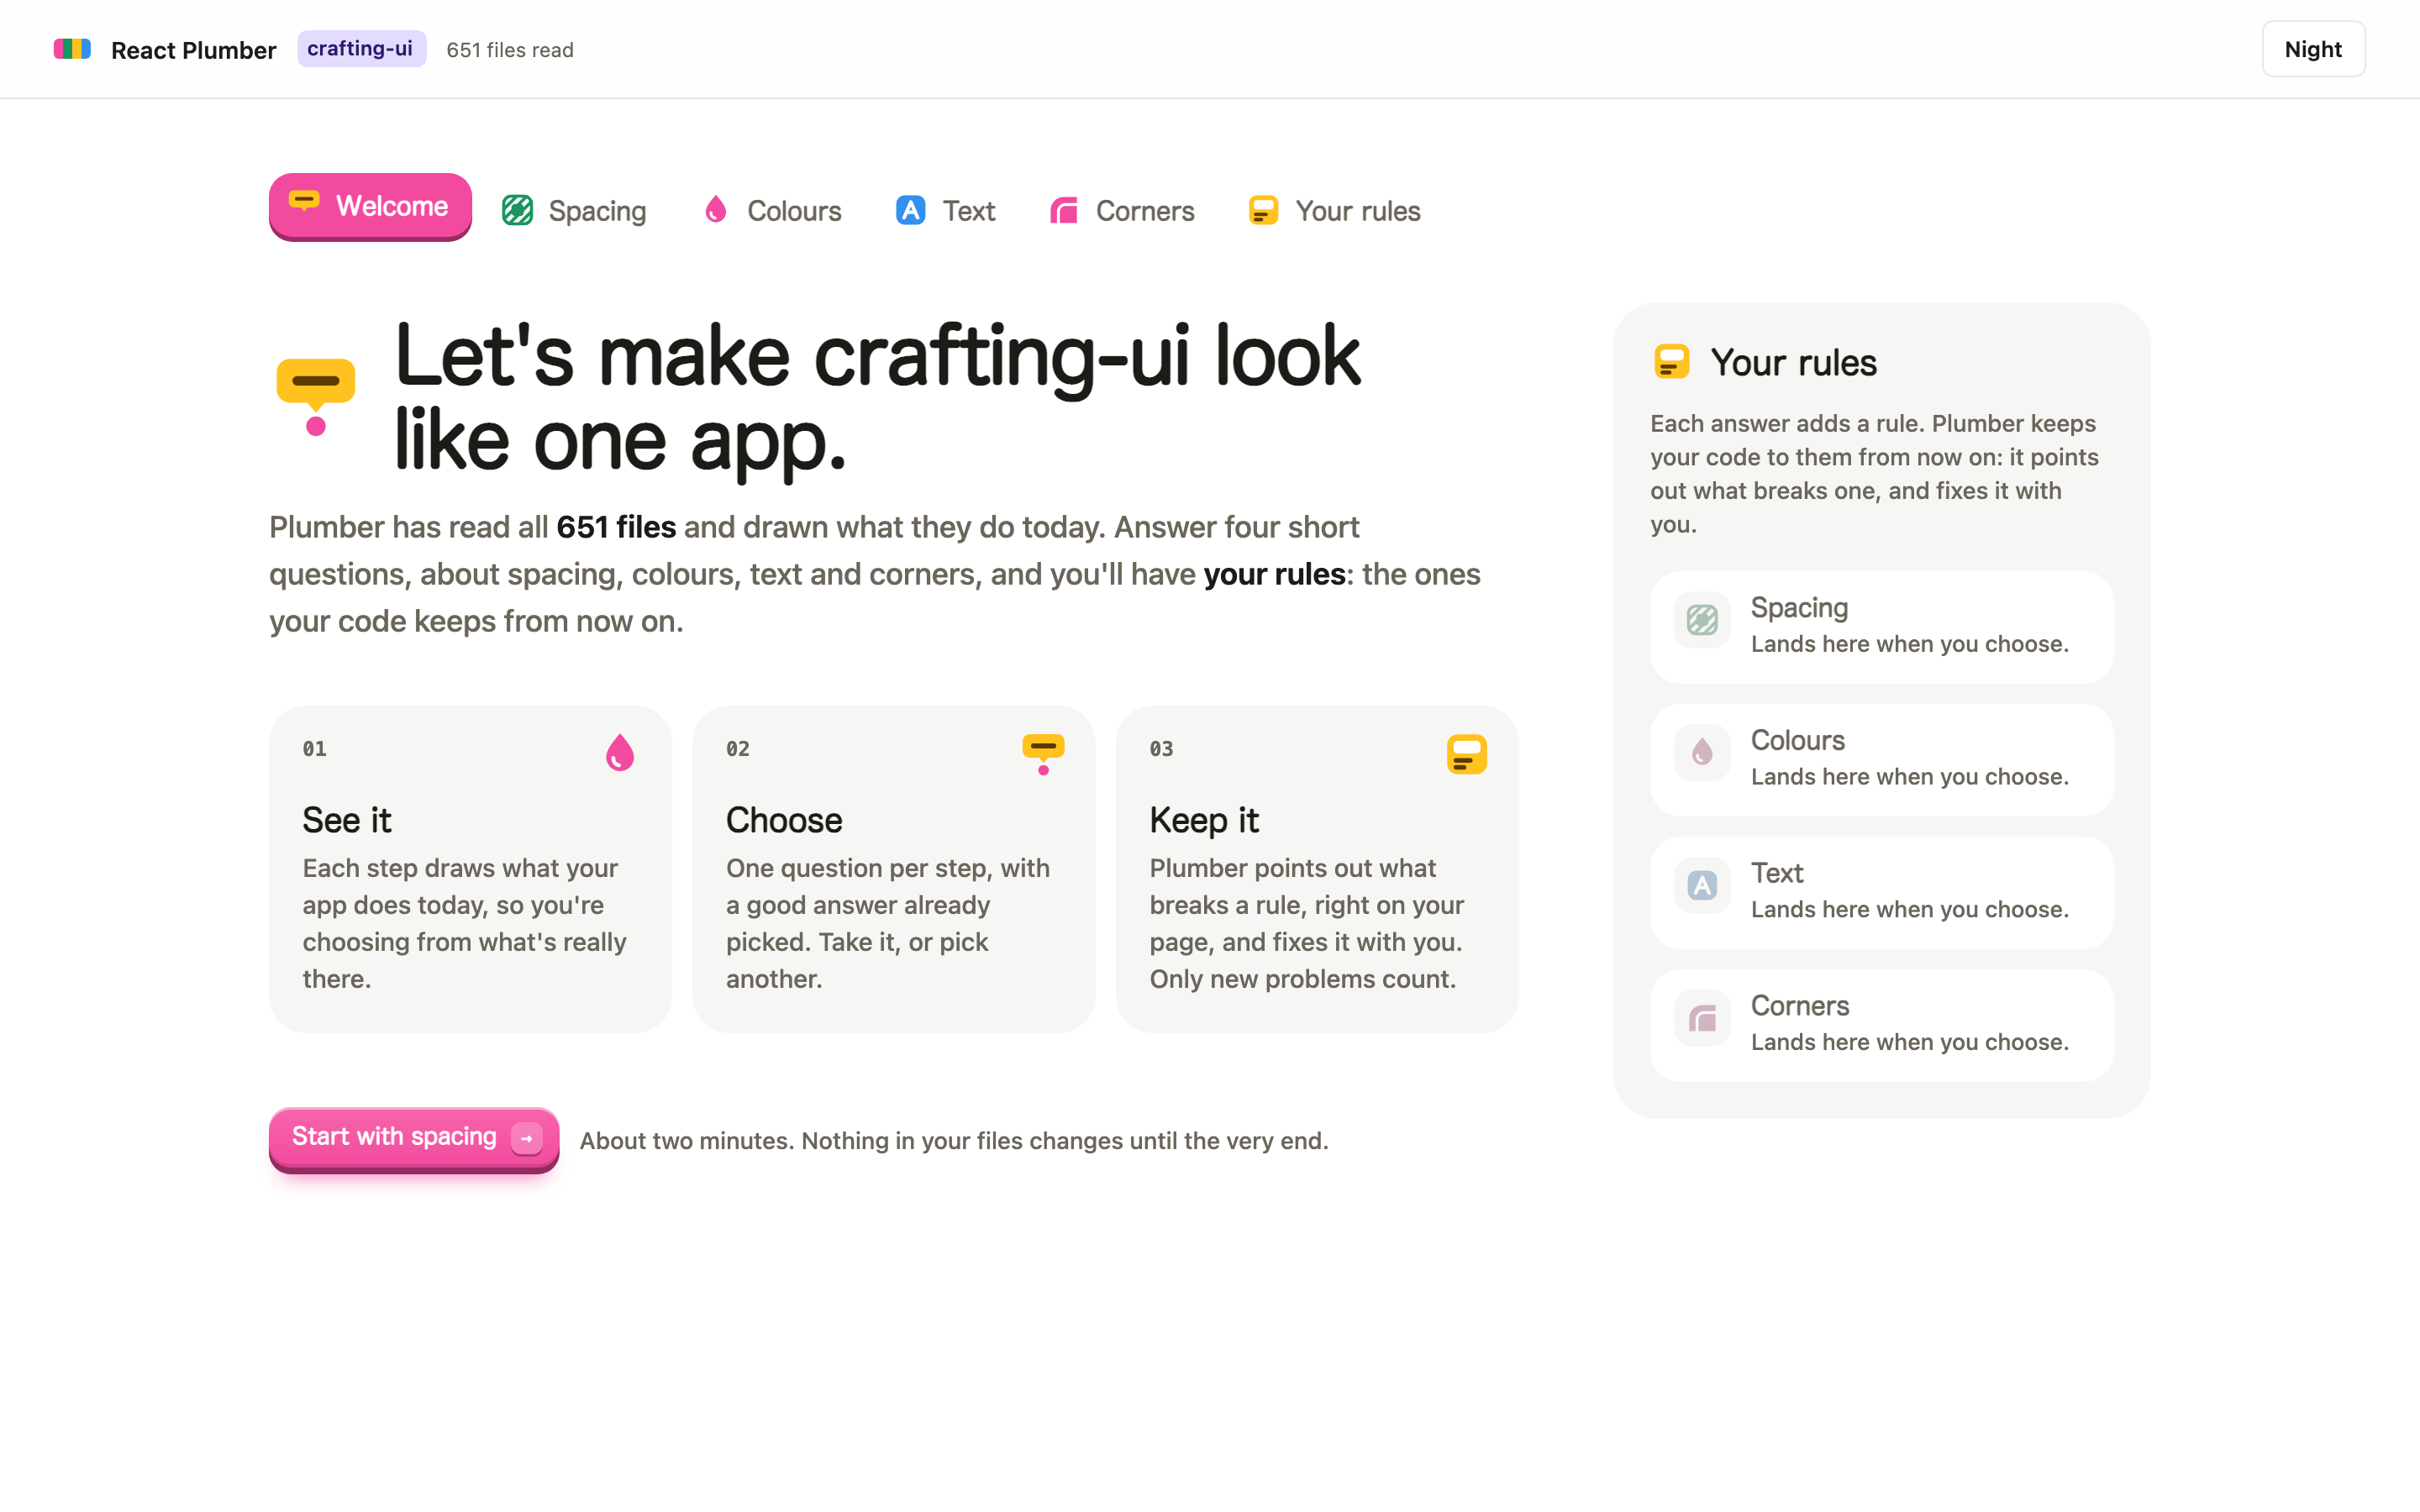 React Plumber crafting-ui 651 files read Night
Welcome Spacing Colours A Text Corners Your rules
Let's make crafting-ui look
like one app.
Plumber has read all 651 files and drawn what they do today. Answer four short
questions, about spacing, colours, text and corners, and you'll have your rules: the ones
your code keeps from now on.
01
See it
Each step draws what your
app does today, so you're
choosing from what's really
there.
02
Choose
One question per step, with
a good answer already
picked. Take it, or pick
another.
03
Keep it
Plumber points out what
breaks a rule, right on your
page, and fixes it with you.
Only new problems count.
Start with spacing → About two minutes. Nothing in your files changes until the very end.
Your rules
Each answer adds a rule. Plumber keeps
your code to them from now on: it points
out what breaks one, and fixes it with
you.
Spacing
Lands here when you choose.
Colours
Lands here when you choose.
A Text
Lands here when you choose.
Corners
Lands here when you choose.